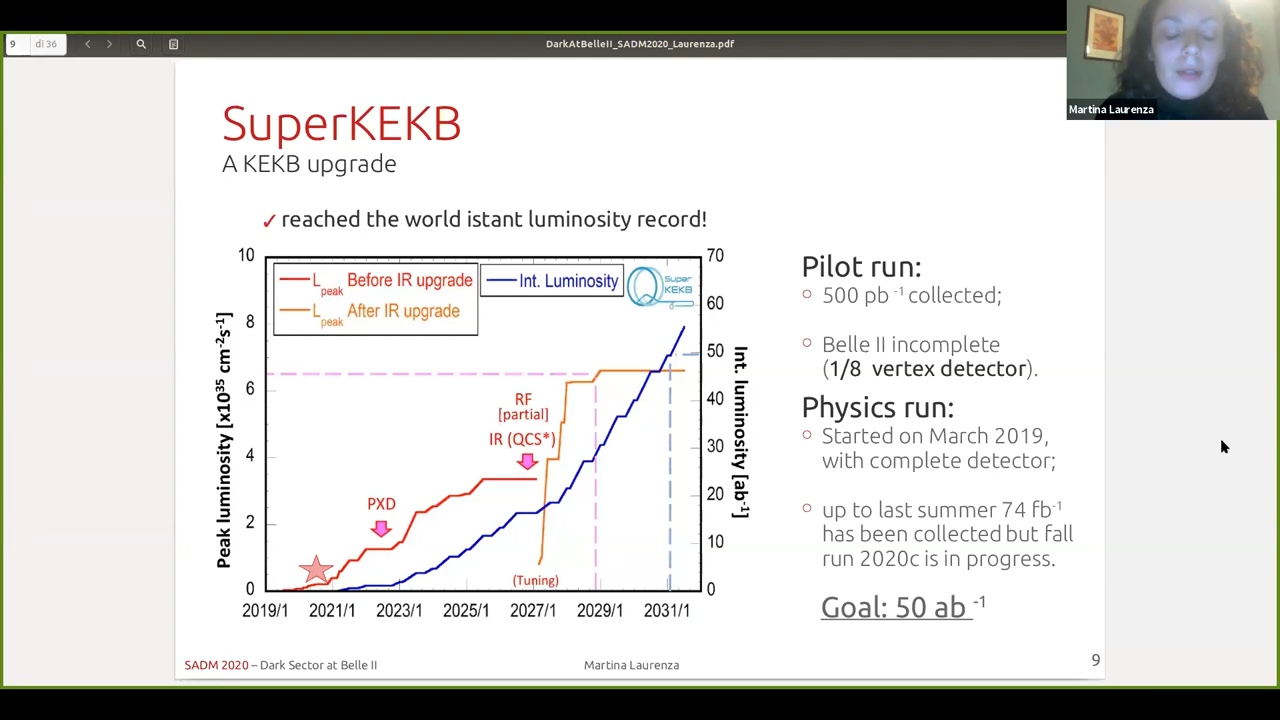 9 di 36
DarkAtBelleII_SADM2020_Laurenza.pdf
Martina Laurenza
SuperKEKB
A KEKB upgrade
✓ reached the world istant luminosity record!
Peak luminosity [x10³⁵ cm⁻²s⁻¹]
10
8
6
4
2
0
L peak Before IR upgrade
L peak After IR upgrade
Int. Luminosity
Super
KEKB
RF
[partial]
IR (QCS*)
PXD
(Tuning)
70
60
50
40
30
20
10
0
Int. luminosity [ab⁻¹]
2019/1 2021/1 2023/1 2025/1 2027/1 2029/1 2031/1
Pilot run:
500 pb ⁻¹ collected;
Belle II incomplete
(1/8 vertex detector).
Physics run:
Started on March 2019,
with complete detector;
up to last summer 74 fb⁻¹
has been collected but fall
run 2020c is in progress.
Goal: 50 ab ⁻¹
SADM 2020 – Dark Sector at Belle II
Martina Laurenza
9